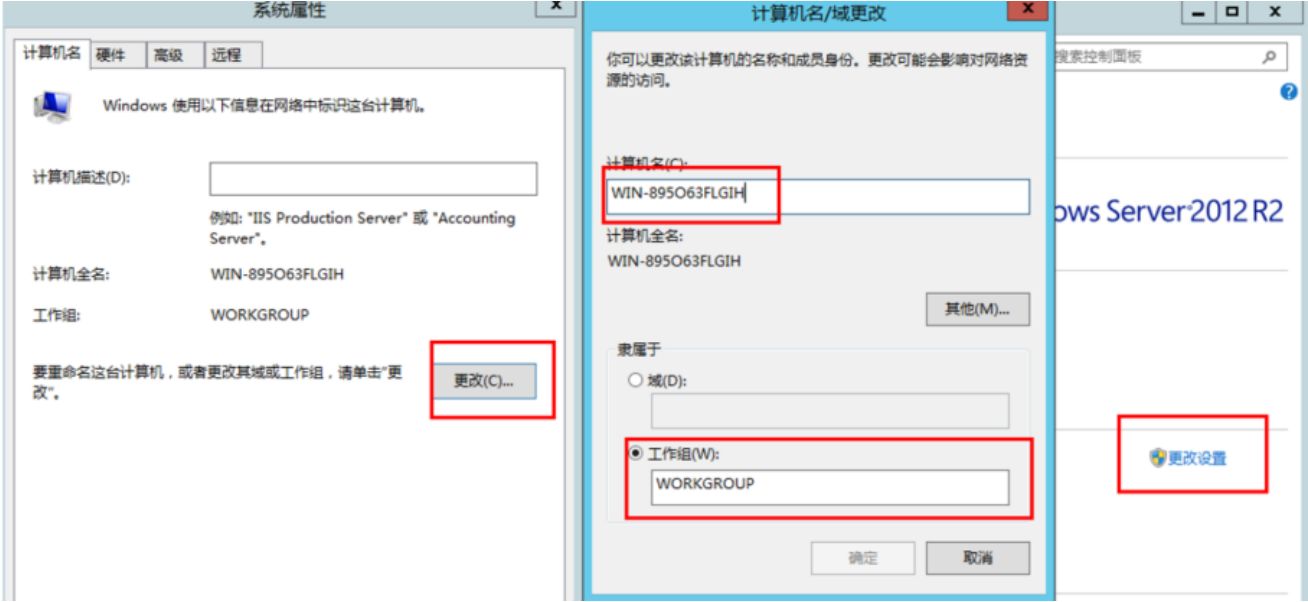 系统属性
x
计算机名
硬件
高级
远程
Windows 使用以下信息在网络中标识这台计算机。
计算机描述(D):
例如: "IIS Production Server" 或 "Accounting
Server"。
计算机全名:
WIN-895O63FLGIH
工作组:
WORKGROUP
要重命名这台计算机，或者更改其域或工作组，请单击"更
改"。
更改(C)...
计算机名/域更改
x
你可以更改该计算机的名称和成员身份。更改可能会影响对网络资
源的访问。
计算机名(C):
WIN-895O63FLGIH
计算机全名:
WIN-895O63FLGIH
其他(M)...
隶属于
域(D):
工作组(W):
WORKGROUP
确定
取消
x
搜索控制面板
?
ows Server 2012 R2
更改设置